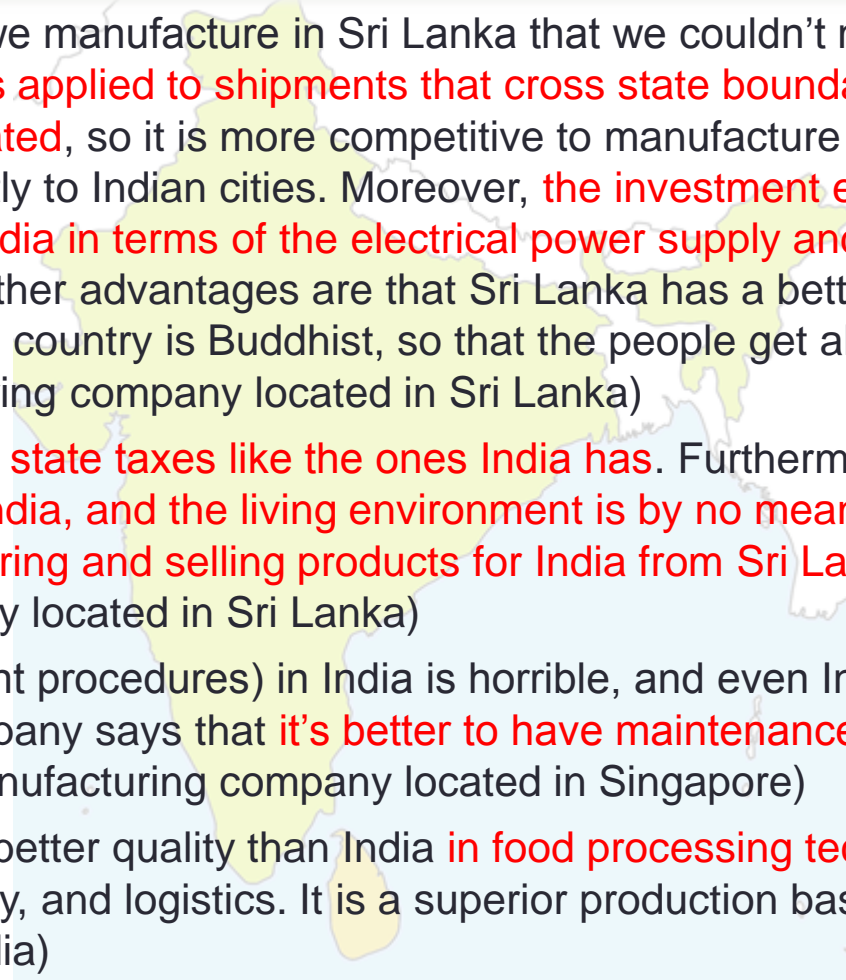 ve manufacture in Sri Lanka that we couldn't
s applied to shipments that cross state bounda
ted, so it is more competitive to manufacture
ly to Indian cities. Moreover, the investment e
dia in terms of the electrical power supply and
ther advantages are that Sri Lanka has a bett
country is Buddhist, so that the people get al
ing company located in Sri Lanka)
state taxes like the ones India has. Furtherm
ndia, and the living environment is by no mean
ring and selling products for India from Sri La
y located in Sri Lanka)
nt procedures) in India is horrible, and even In
pany says that it's better to have maintenance
nufacturing company located in Singapore)
better quality than India in food processing tec
y, and logistics. It is a superior production bas
dia)